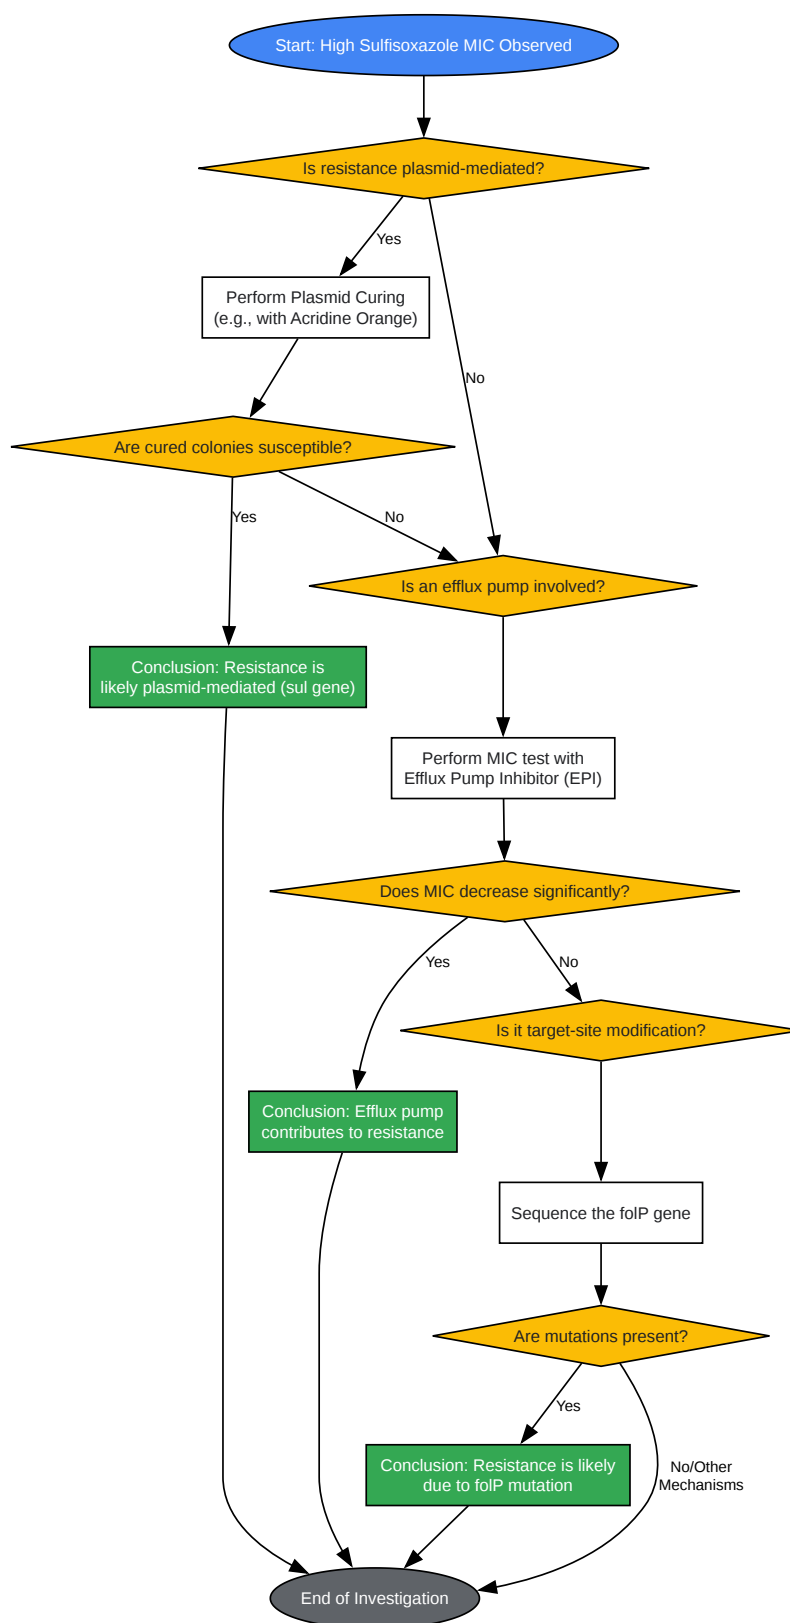 Start: High Sulfisoxazole MIC Observed
Is resistance plasmid-mediated?
Yes
Perform Plasmid Curing
(e.g., with Acridine Orange)
No
Are cured colonies susceptible?
Yes
No
Is an efflux pump involved?
Conclusion: Resistance is
likely plasmid-mediated (sul gene)
Perform MIC test with
Efflux Pump Inhibitor (EPI)
Does MIC decrease significantly?
Yes
No
Is it target-site modification?
Conclusion: Efflux pump
contributes to resistance
Sequence the folP gene
Are mutations present?
Yes
No/Other
Mechanisms
Conclusion: Resistance is likely
due to folP mutation
End of Investigation